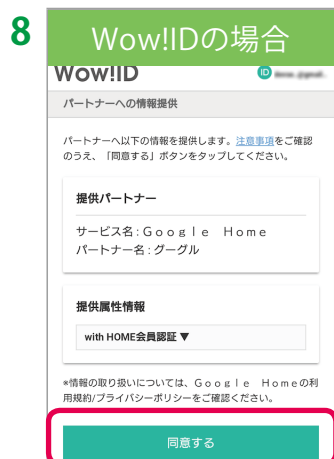 8
Wow!IDの場合
Wow!ID
ID
パートナーへの情報提供
パートナーへ以下の情報を提供します。注意事項をご確認
のうえ、「同意する」ボタンをタップしてください。
提供パートナー
サービス名:Ｇｏｏｇｌｅ　Ｈｏｍｅ
パートナー名:グーグル
提供属性情報
with HOME会員認証 ▼
※情報の取り扱いについては、Ｇｏｏｇｌｅ　Ｈｏｍｅの利
用規約/プライバシーポリシーをご確認ください。
同意する